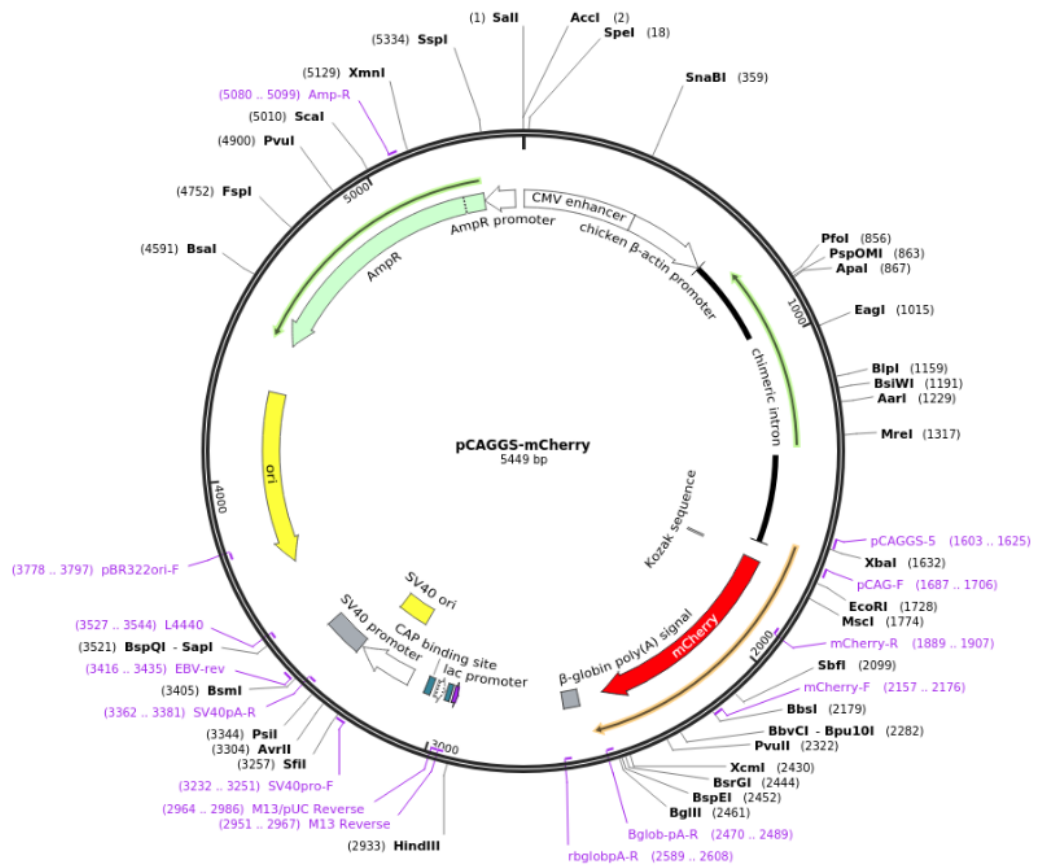 (1) SalI
AccI (2)
SpeI (18)
(5334) SspI
SnaBI (359)
(5129) XmnI
(5080 .. 5099) Amp-R
(5010) ScaI
(4900) PvuI
(4752) FspI
(4591) BsaI
5000
CMV enhancer
AmpR promoter
chicken β-actin promoter
AmpR
PfoI (856)
PspOMI (863)
ApaI (867)
1000
EagI (1015)
chimeric intron
BlpI (1159)
BsiWI (1191)
AarI (1229)
MreI (1317)
pCAGGS-mCherry
5449 bp
ori
4000
Kozak sequence
pCAGGS-5 (1603 .. 1625)
XbaI (1632)
pCAG-F (1687 .. 1706)
EcoRI (1728)
MscI (1774)
mCherry-R (1889 .. 1907)
2000
SbfI (2099)
mCherry-F (2157 .. 2176)
BbsI (2179)
BbvCI - Bpu10I (2282)
PvuII (2322)
XcmI (2430)
BsrGI (2444)
BspEI (2452)
BglII (2461)
Bglob-pA-R (2470 .. 2489)
rbglobpA-R (2589 .. 2608)
mCherry
β-globin poly(A) signal
SV40 ori
SV40 promoter
CAP binding site
lac promoter
3000
(3778 .. 3797) pBR322ori-F
(3527 .. 3544) L4440
(3521) BspQI - SapI
(3416 .. 3435) EBV-rev
(3405) BsmI
(3362 .. 3381) SV40pA-R
(3344) PsiI
(3304) AvrII
(3257) SfiI
(3232 .. 3251) SV40pro-F
(2964 .. 2986) M13/pUC Reverse
(2951 .. 2967) M13 Reverse
(2933) HindIII